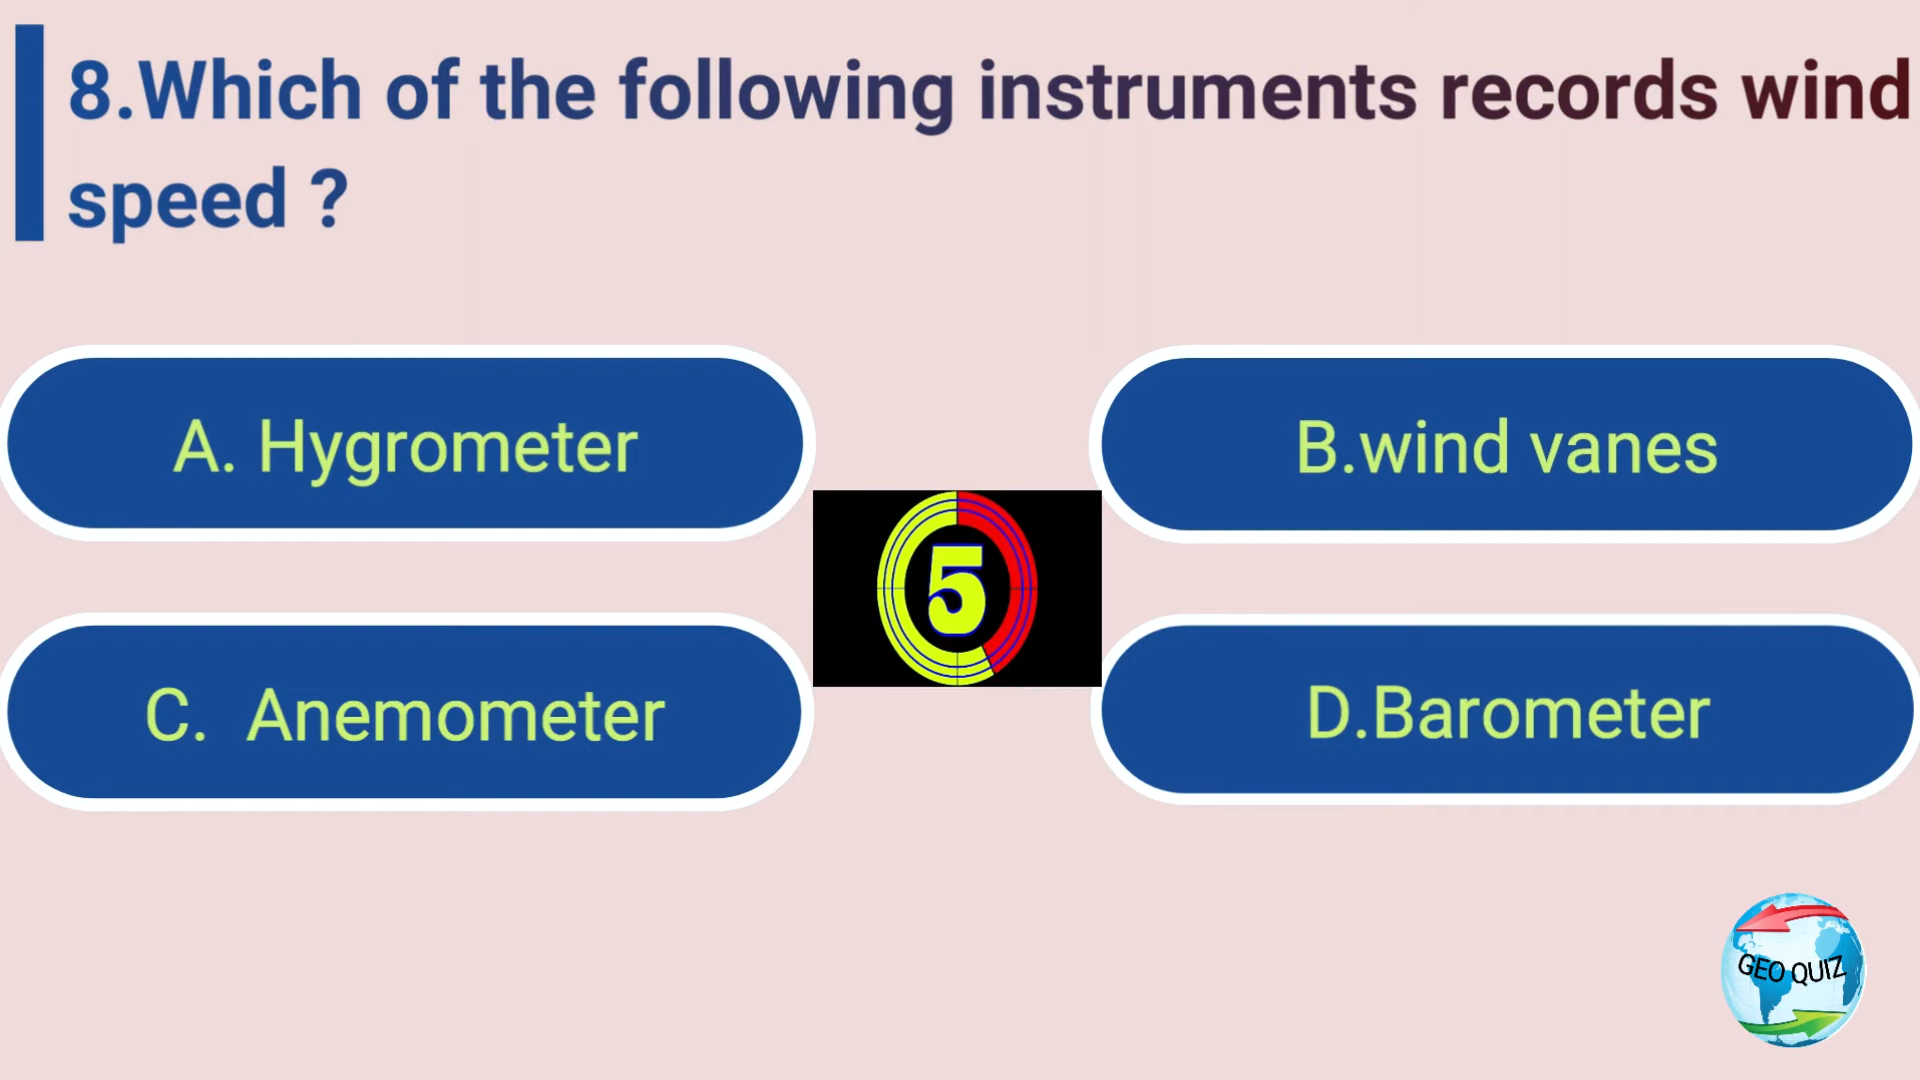 8.Which of the following instruments records wind
speed ?
A. Hygrometer
B.wind vanes
5
C. Anemometer
D.Barometer
GEO QUIZ